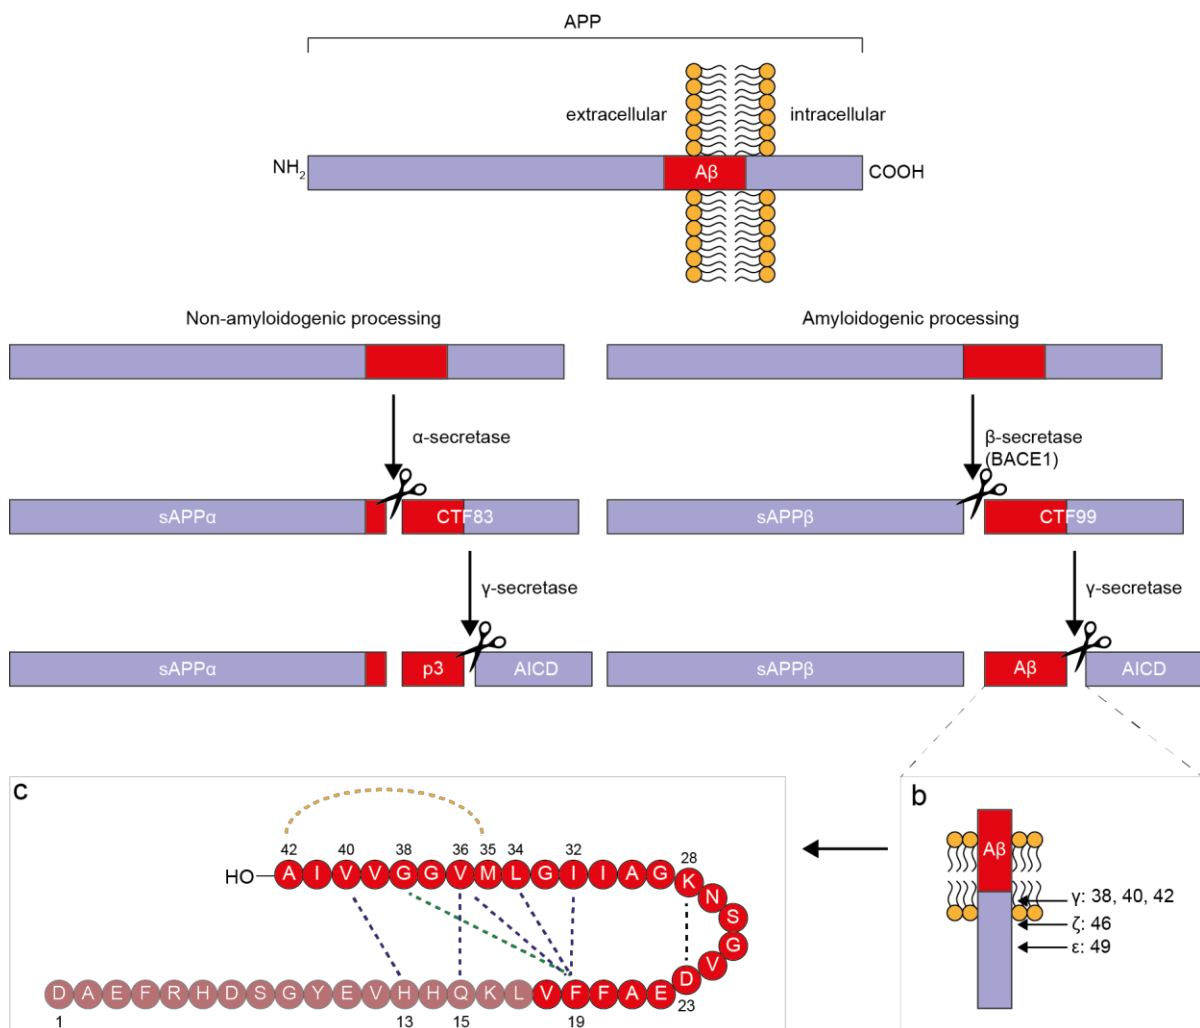 APP
extracellular
intracellular
NH2
Aβ
COOH
Non-amyloidogenic processing
Amyloidogenic processing
α-secretase
β-secretase
(BACE1)
sAPPα
CTF83
sAPPβ
CTF99
γ-secretase
γ-secretase
sAPPα
p3
AICD
sAPPβ
Aβ
AICD
c
42 40 38 36 35 34 32 28
HO A I V V G G V M L G I I A G K N S G V D
D A E F R H D S G Y E V H H Q K L V F F A E
1 13 15 19 23
b
Aβ
γ: 38, 40, 42
ζ: 46
ε: 49